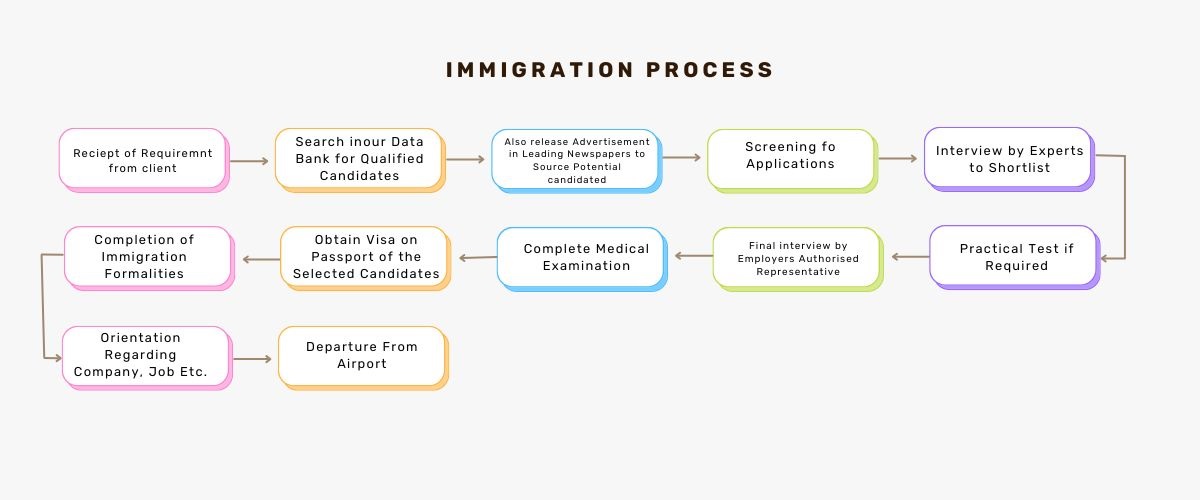 IMMIGRATION PROCESS
Reciept of Requiremnt
from client
Search inour Data
Bank for Qualified
Candidates
Also release Advertisement
in Leading Newspapers to
Source Potential
candidated
Screening fo
Applications
Interview by Experts
to Shortlist
Practical Test if
Required
Final interview by
Employers Authorised
Representative
Complete Medical
Examination
Obtain Visa on
Passport of the
Selected Candidates
Completion of
Immigration
Formalities
Orientation
Regarding
Company, Job Etc.
Departure From
Airport